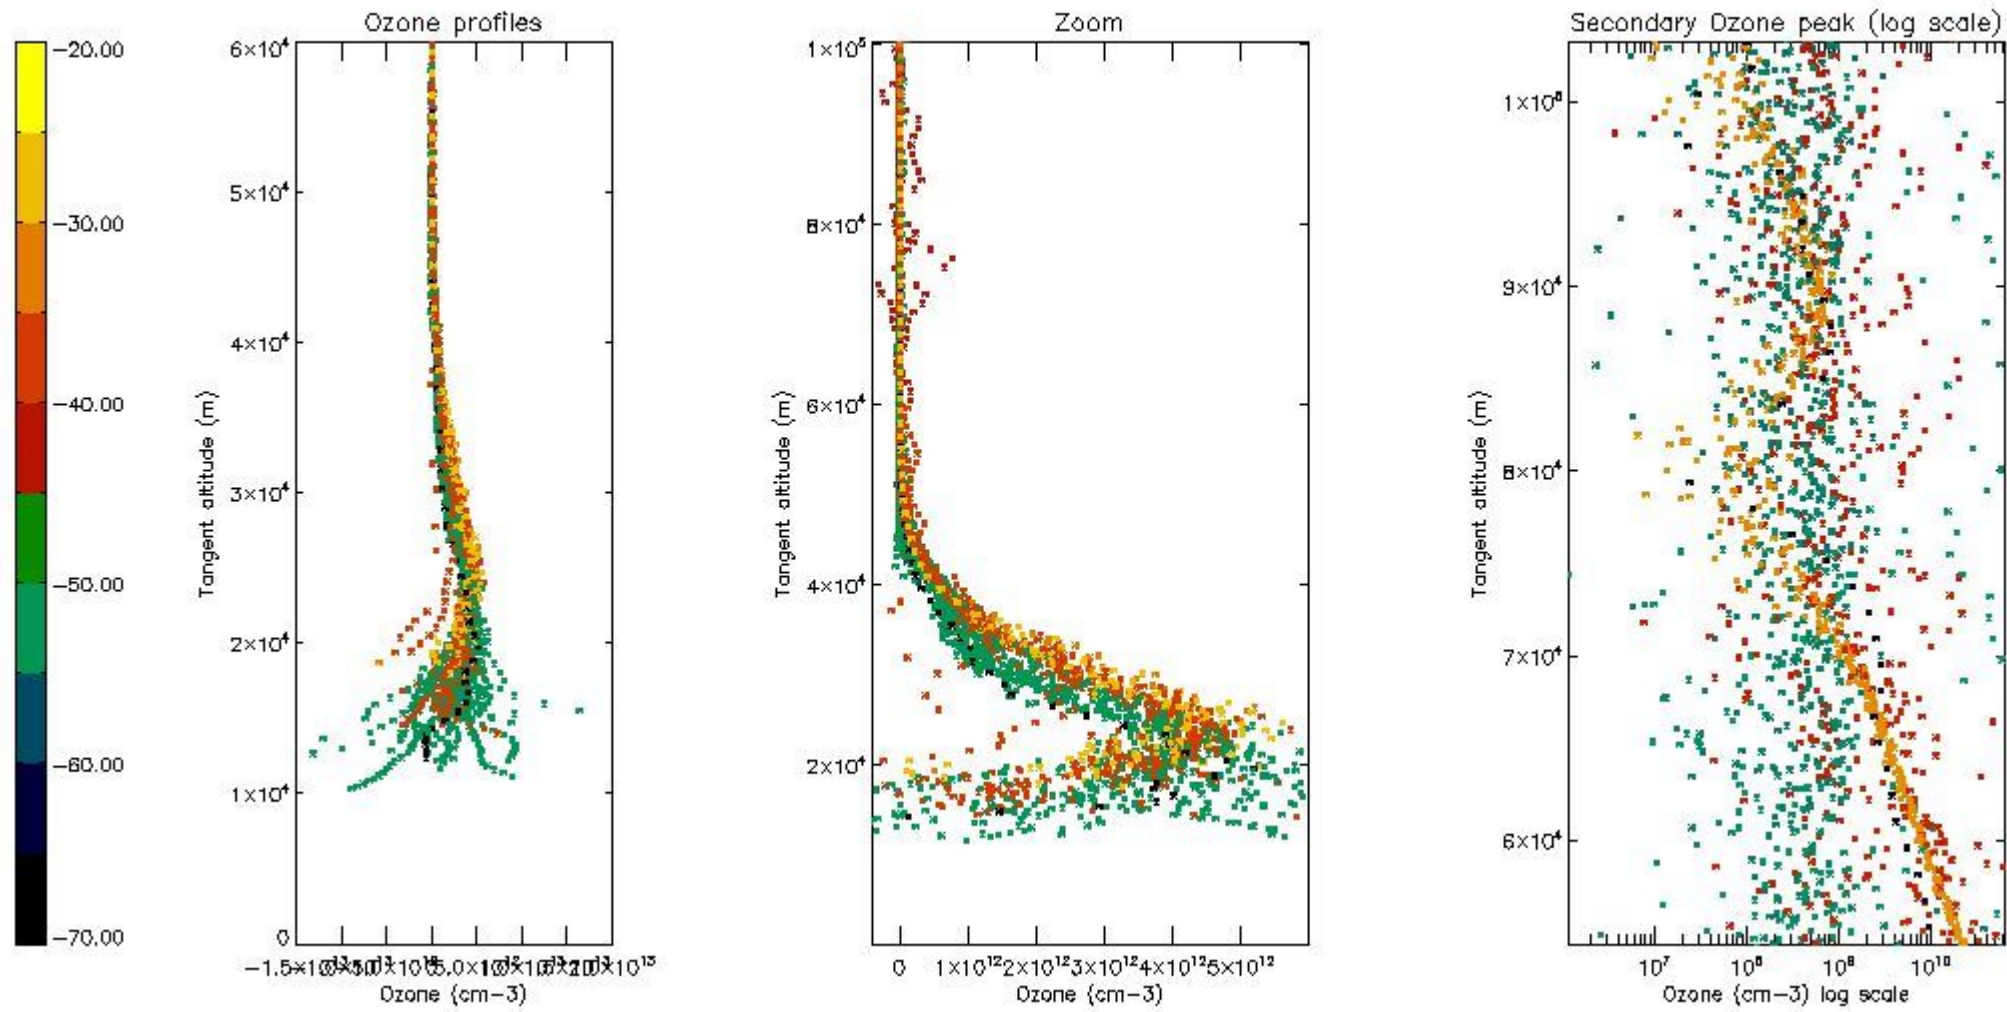 Ozone profiles
Zoom
Secondary Ozone peak (log scale)
−20.00
−30.00
−40.00
−50.00
−60.00
−70.00
6×10⁴
5×10⁴
4×10⁴
3×10⁴
2×10⁴
1×10⁴
0
Tangent altitude (m)
Ozone (cm−3)
1×10⁵
8×10⁴
6×10⁴
4×10⁴
2×10⁴
Tangent altitude (m)
0 1×10¹² 2×10¹² 3×10¹² 4×10¹² 5×10¹²
Ozone (cm−3)
1×10⁵
9×10⁴
8×10⁴
7×10⁴
6×10⁴
Tangent altitude (m)
10⁷ 10⁸ 10⁹ 10¹⁰
Ozone (cm−3) log scale